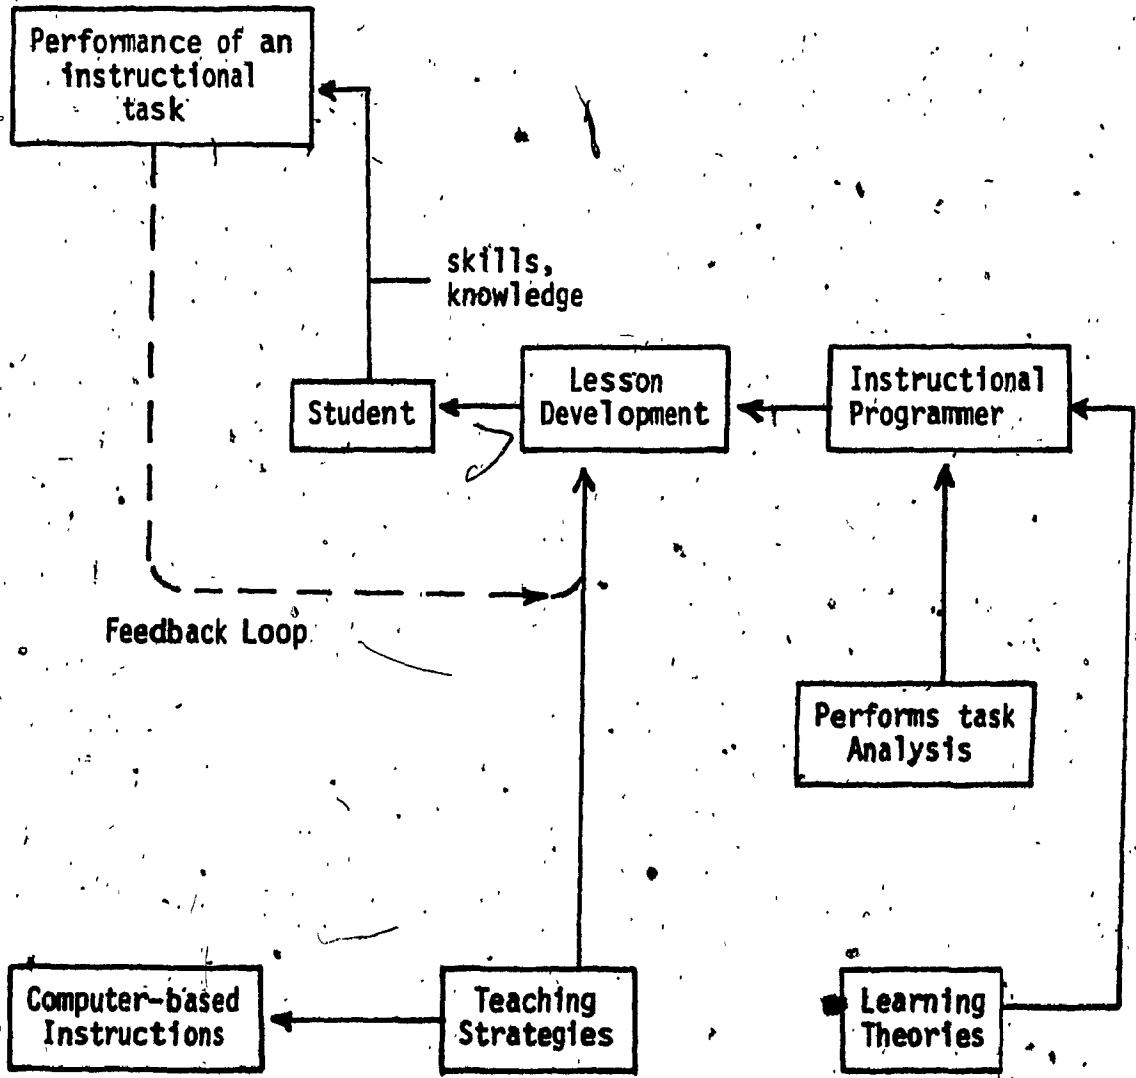 Performance of an
instructional
task
skills,
knowledge
Student
Lesson
Development
Instructional
Programmer
Feedback Loop
Performs task
Analysis
Computer-based
Instructions
Teaching
Strategies
Learning
Theories